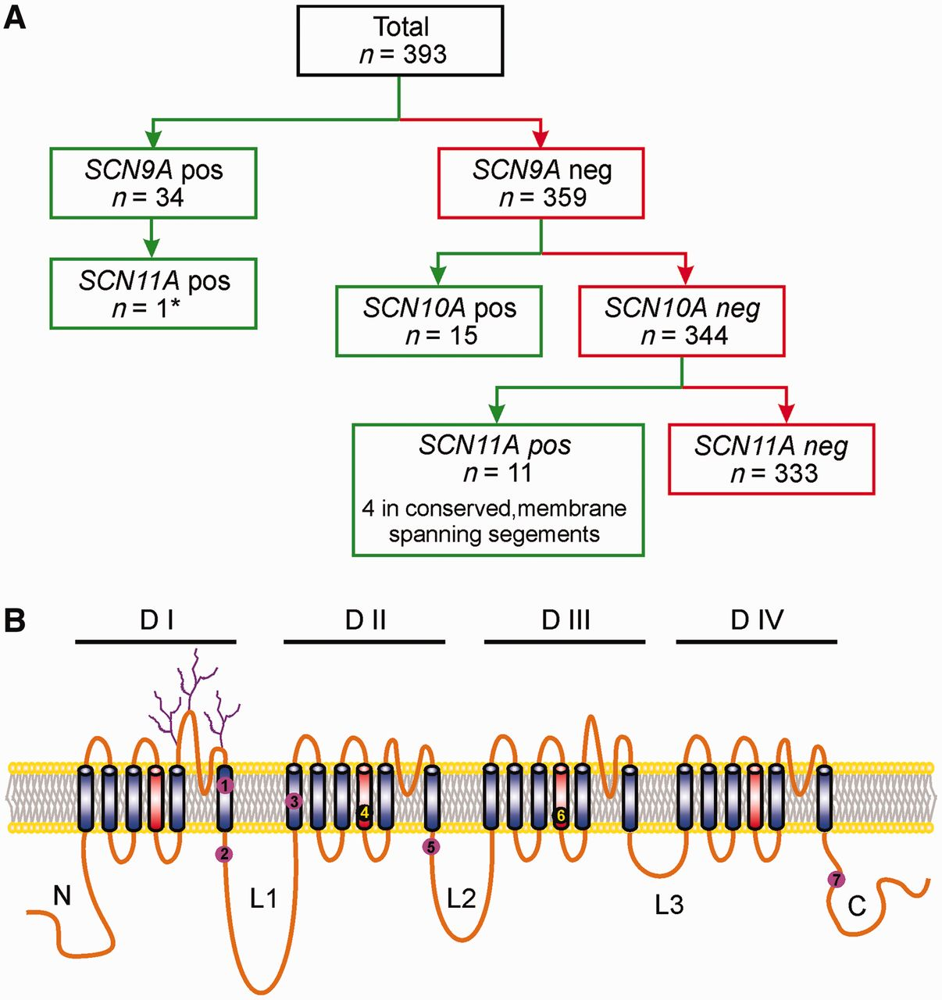 A
Total
n = 393
SCN9A pos
n = 34
SCN9A neg
n = 359
SCN11A pos
n = 1*
SCN10A pos
n = 15
SCN10A neg
n = 344
SCN11A pos
n = 11
4 in conserved,membrane
spanning segements
SCN11A neg
n = 333
B
D I
D II
D III
D IV
1
2
3
4
5
6
7
N
L1
L2
L3
C